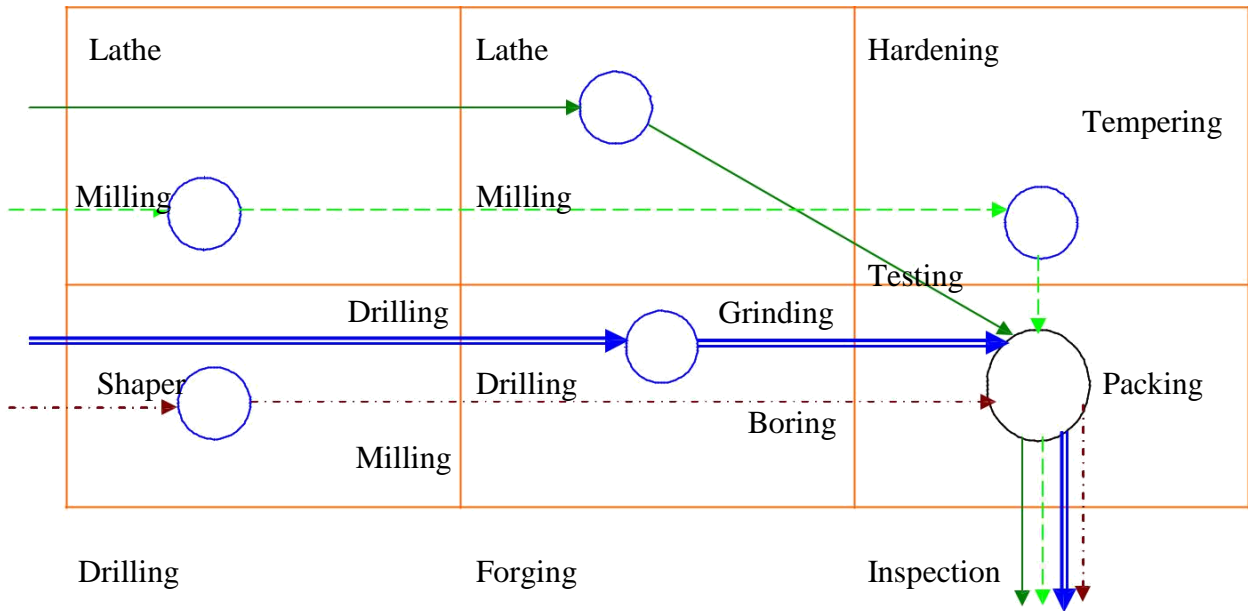 Lathe Lathe Hardening
Tempering
Milling Milling
Testing
Drilling Grinding
Shaper Drilling Packing
Boring
Milling
Drilling Forging Inspection